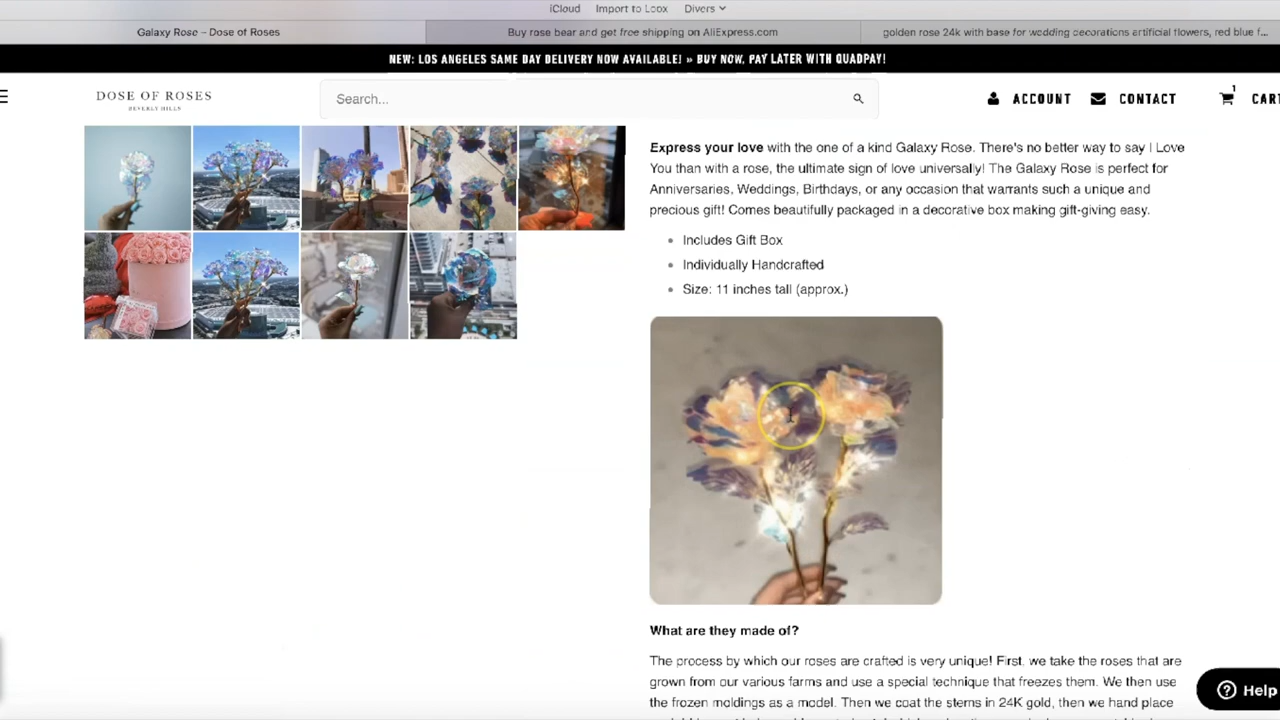 iCloud Import to Loox Divers
Galaxy Rose – Dose of Roses
Buy rose bear and get free shipping on AliExpress.com
golden rose 24k with base for wedding decorations artificial flowers, red blue f...
NEW: LOS ANGELES SAME DAY DELIVERY NOW AVAILABLE! » BUY NOW, PAY LATER WITH QUADPAY!
DOSE OF ROSES
BEVERLY HILLS
Search...
ACCOUNT
CONTACT
1
CART
Express your love with the one of a kind Galaxy Rose. There's no better way to say I Love
You than with a rose, the ultimate sign of love universally! The Galaxy Rose is perfect for
Anniversaries, Weddings, Birthdays, or any occasion that warrants such a unique and
precious gift! Comes beautifully packaged in a decorative box making gift-giving easy.
Includes Gift Box
Individually Handcrafted
Size: 11 inches tall (approx.)
What are they made of?
The process by which our roses are crafted is very unique! First, we take the roses that are
grown from our various farms and use a special technique that freezes them. We then use
the frozen moldings as a model. Then we coat the stems in 24K gold, then we hand place
Help